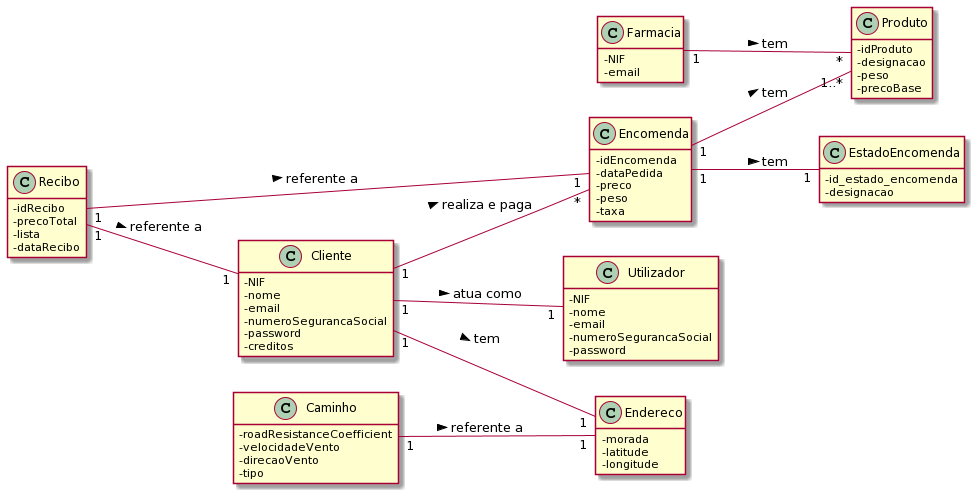 C Farmacia
-NIF
-email
1
tem
*
C Produto
-idProduto
-designacao
-peso
-precoBase
1..*
tem
C Encomenda
-idEncomenda
-dataPedida
-preco
-peso
-taxa
1
1
tem
1
C EstadoEncomenda
-id_estado_encomenda
-designacao
C Recibo
-idRecibo
-precoTotal
-lista
-dataRecibo
1
referente a
1
1
referente a
1
C Cliente
-NIF
-nome
-email
-numeroSegurancaSocial
-password
-creditos
1
realiza e paga
*
1
atua como
1
C Utilizador
-NIF
-nome
-email
-numeroSegurancaSocial
-password
1
tem
1
C Caminho
-roadResistanceCoefficient
-velocidadeVento
-direcaoVento
-tipo
1
referente a
1
C Endereco
-morada
-latitude
-longitude